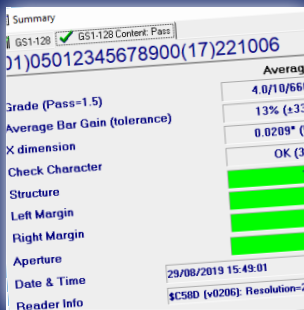 Summary
GS1-128 GS1-128 Content: Pass
01)05012345678900(17)221006
Grade (Pass=1.5) 4.0/10/66
Average Bar Gain (tolerance) 13% (±33
X dimension 0.0209"
Check Character OK (3
Structure
Left Margin
Right Margin
Aperture
Date & Time 29/08/2019 15:49:01
Reader Info $C58D (v0206): Resolution=